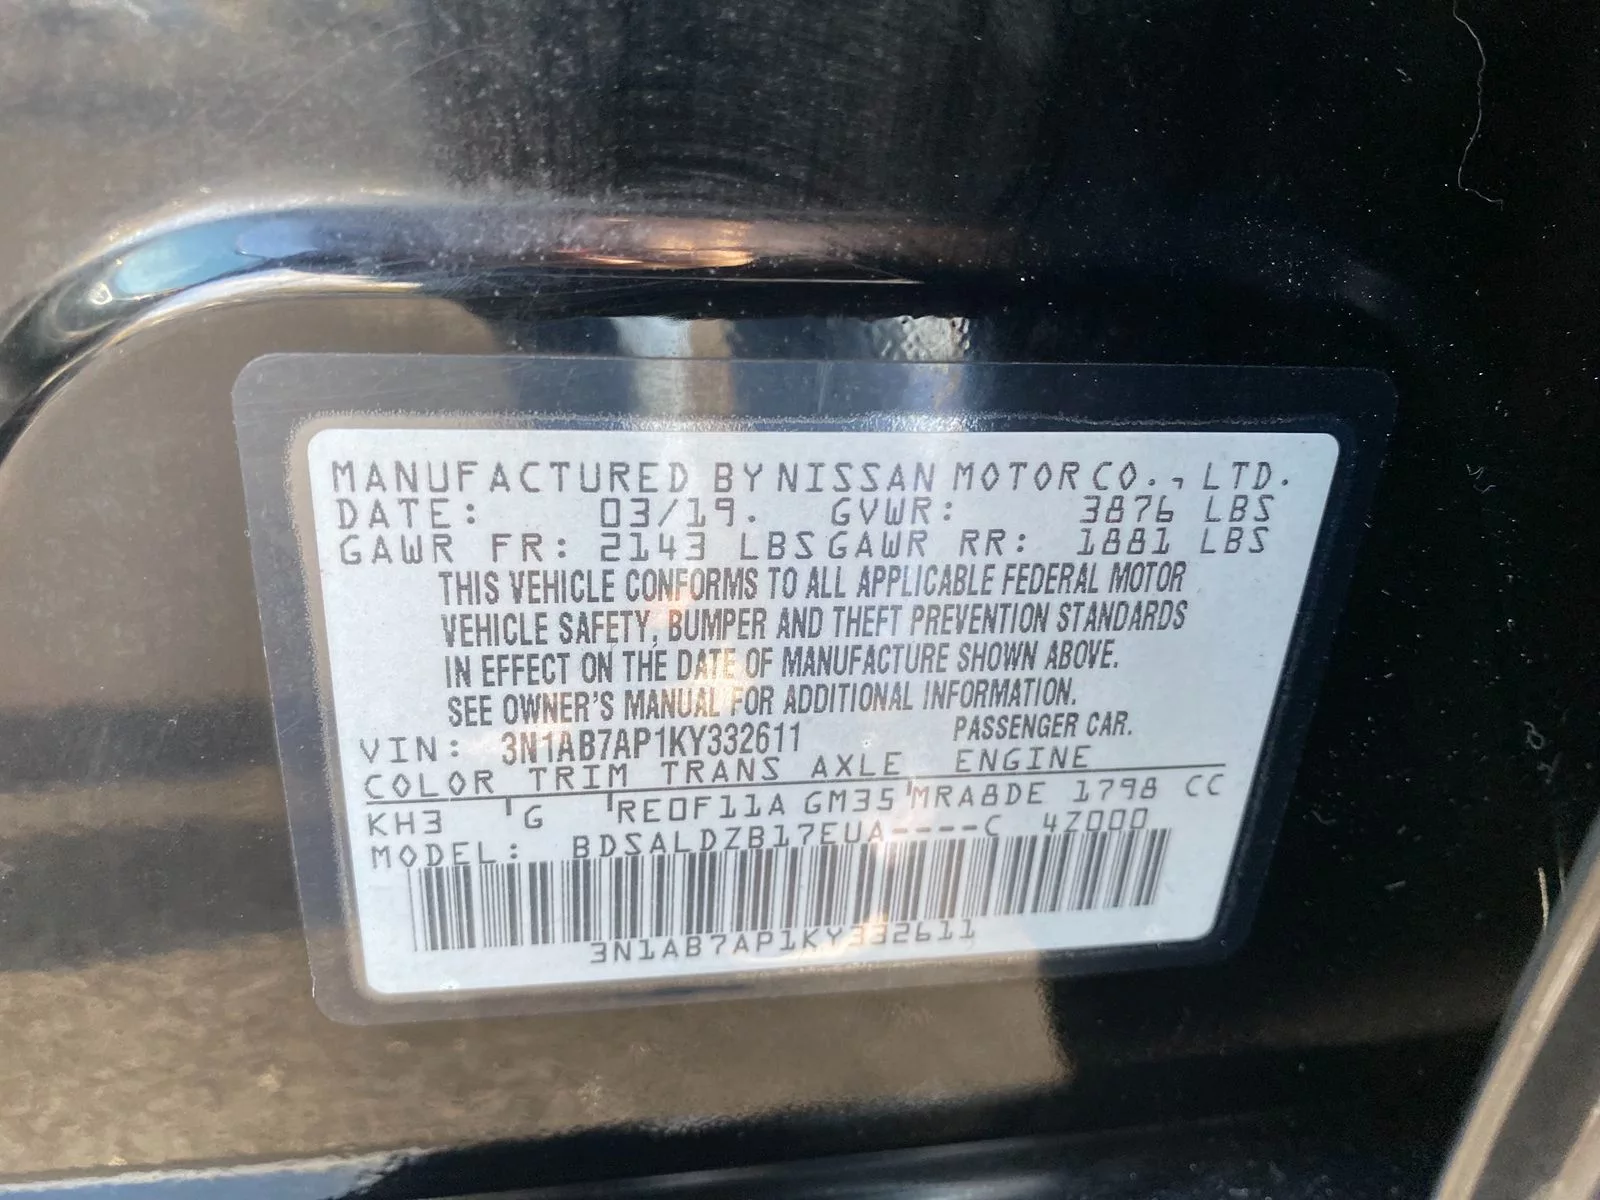 MANUFACTURED BY NISSAN MOTOR CO., LTD.
DATE: 03/19. GVWR: 3876 LBS
GAWR FR: 2143 LBS GAWR RR: 1881 LBS
THIS VEHICLE CONFORMS TO ALL APPLICABLE FEDERAL MOTOR
VEHICLE SAFETY, BUMPER AND THEFT PREVENTION STANDARDS
IN EFFECT ON THE DATE OF MANUFACTURE SHOWN ABOVE.
SEE OWNER'S MANUAL FOR ADDITIONAL INFORMATION.
VIN: 3N1AB7AP1KY332611 PASSENGER CAR.
COLOR TRIM TRANS AXLE ENGINE
KH3 G RE0F11A GM35 MRA8DE 1798 CC
MODEL: BDSALDZB17EUA----C 4Z000
3N1AB7AP1KY332611